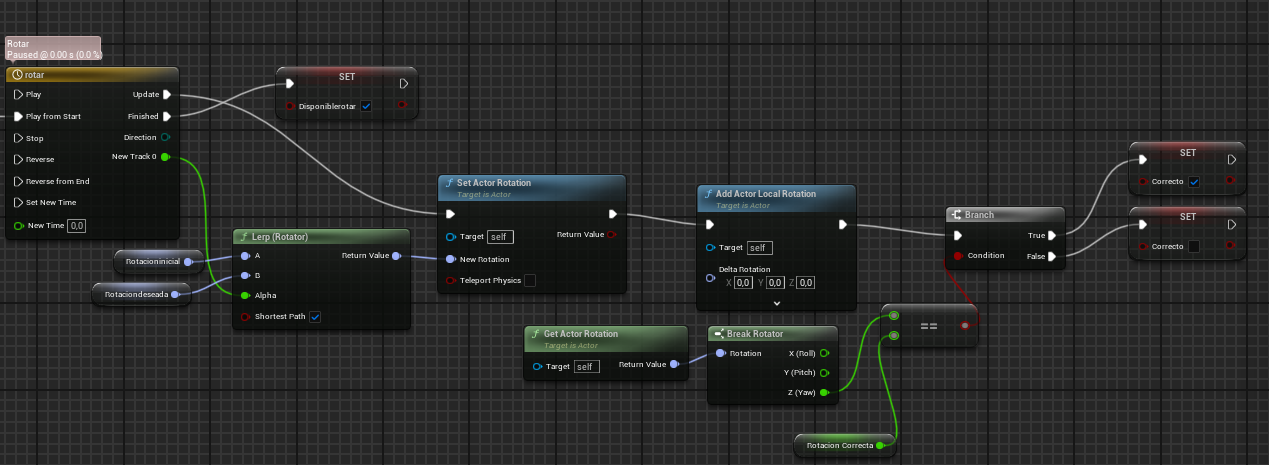 Rotar
Paused @ 0.00 s (0.0 %)
rotar
Play
Update
Play from Start
Finished
Stop
Direction
Reverse
New Track 0
Reverse from End
Set New Time
New Time 0,0
SET
Disponiblerotar
Rotacioninicial
Rotaciondeseada
Lerp (Rotator)
A
Return Value
B
Alpha
Shortest Path
Set Actor Rotation
Target is Actor
Target self
Return Value
New Rotation
Teleport Physics
Add Actor Local Rotation
Target is Actor
Target self
Delta Rotation
X 0,0 Y 0,0 Z 0,0
Get Actor Rotation
Target is Actor
Target self
Return Value
Break Rotator
Rotation
X (Roll)
Y (Pitch)
Z (Yaw)
==
Rotacion Correcta
Branch
True
Condition
False
SET
Correcto
SET
Correcto